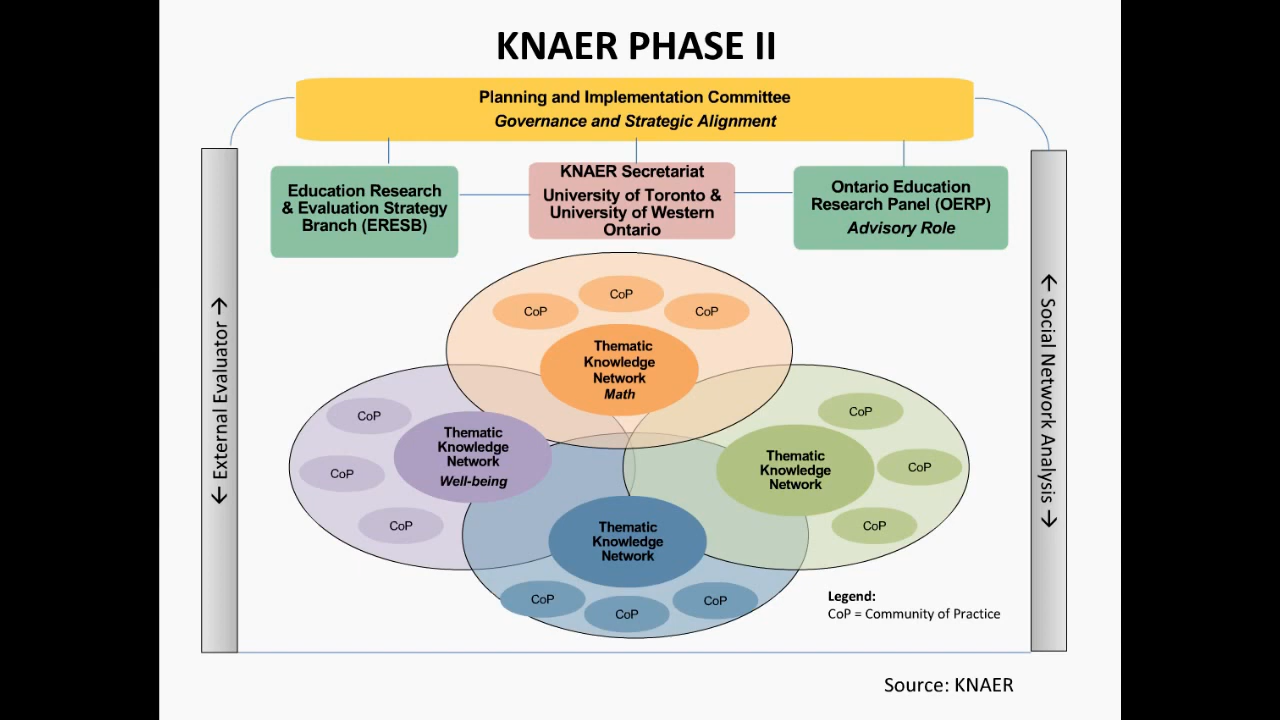 KNAER PHASE II
Planning and Implementation Committee
Governance and Strategic Alignment
Education Research
& Evaluation Strategy
Branch (ERESB)
KNAER Secretariat
University of Toronto &
University of Western
Ontario
Ontario Education
Research Panel (OERP)
Advisory Role
← External Evaluator →
← Social Network Analysis →
CoP
CoP
CoP
Thematic
Knowledge
Network
Math
CoP
CoP
CoP
Thematic
Knowledge
Network
Well-being
Thematic
Knowledge
Network
CoP
CoP
CoP
Thematic
Knowledge
Network
CoP
CoP
CoP
Legend:
CoP = Community of Practice
Source: KNAER